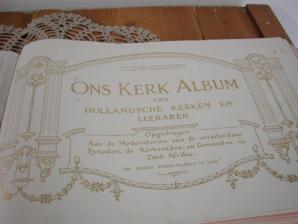 ONS KERK ALBUM
VAN
HOLLANDSCHE KERKEN EN
LEERAREN.
Opgedragen
Aan de Moderatoren van de verscheidene
Synoden, de Kerkeraden, en Gemeenten in
Zuid Afrika.